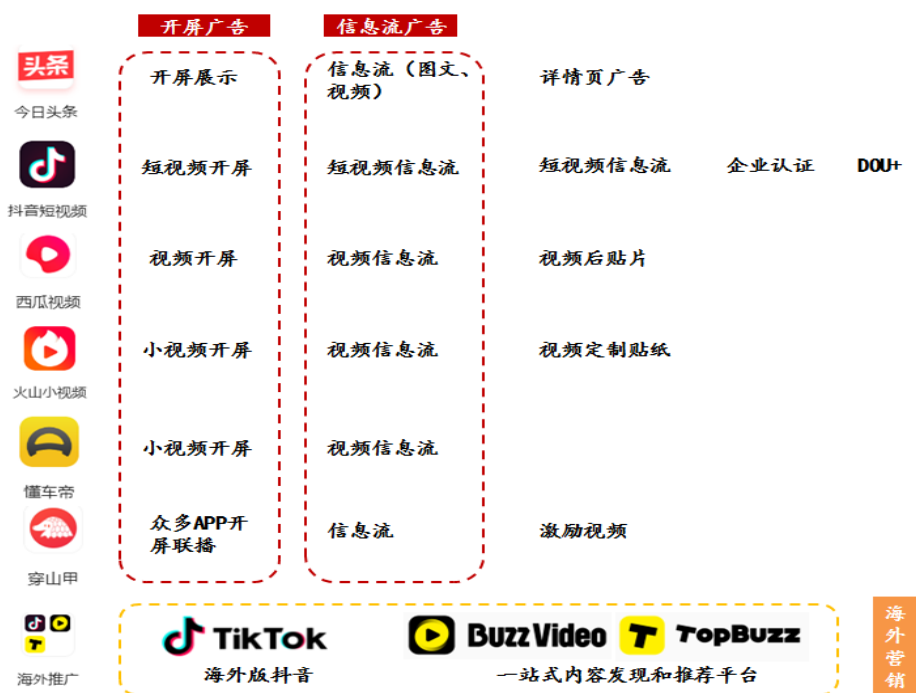 开屏广告
信息流广告
头条
今日头条
开屏展示
信息流（图文、
视频）
详情页广告
抖音短视频
短视频开屏
短视频信息流
短视频信息流
企业认证
DOU+
西瓜视频
视频开屏
视频信息流
视频后贴片
火山小视频
小视频开屏
视频信息流
视频定制贴纸
懂车帝
小视频开屏
视频信息流
穿山甲
众多APP开
屏联播
信息流
激励视频
海外推广
TikTok
海外版抖音
BuzzVideo
TopBuzz
一站式内容发现和推荐平台
海
外
营
销